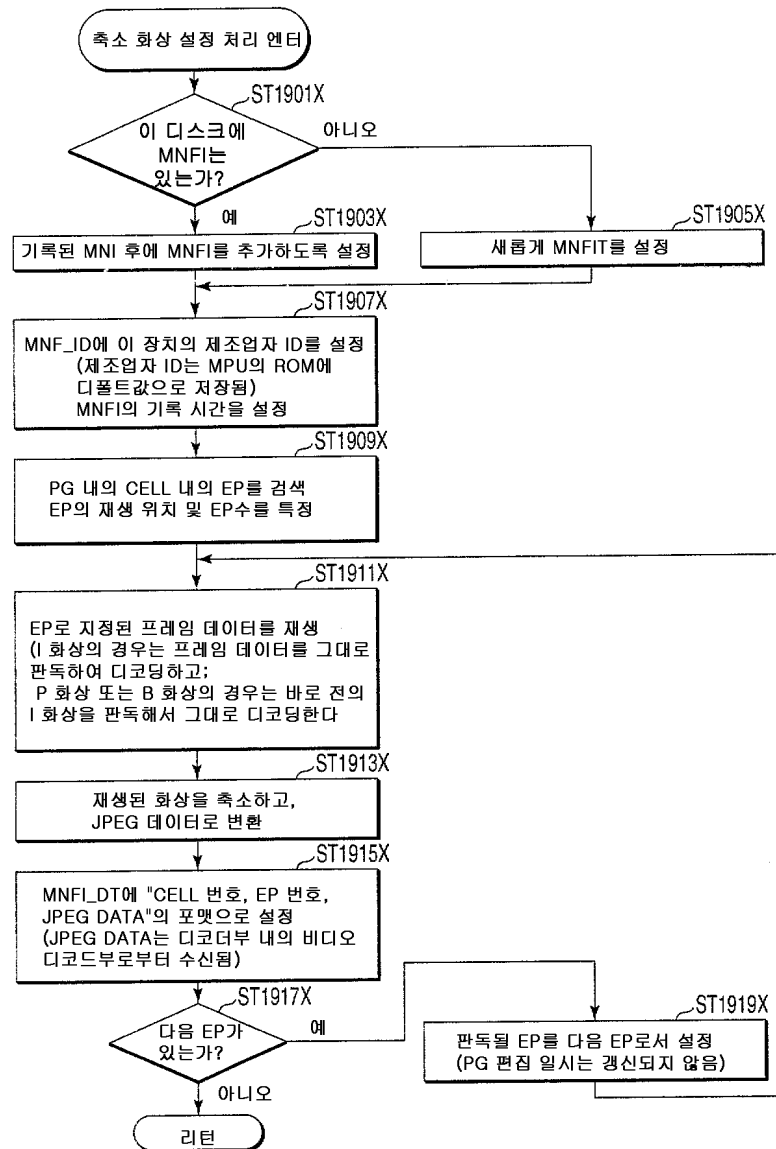 축소 화상 설정 처리 엔터
ST1901X
이 디스크에
MNFI는
있는가?
아니오
예
ST1903X
기록된 MNI 후에 MNFI를 추가하도록 설정
ST1905X
새롭게 MNFIT를 설정
ST1907X
MNF_ID에 이 장치의 제조업자 ID를 설정
(제조업자 ID는 MPU의 ROM에
디폴트값으로 저장됨)
MNFI의 기록 시간을 설정
ST1909X
PG 내의 CELL 내의 EP를 검색
EP의 재생 위치 및 EP수를 특정
ST1911X
EP로 지정된 프레임 데이터를 재생
(I 화상의 경우는 프레임 데이터를 그대로
판독하여 디코딩하고;
P 화상 또는 B 화상의 경우는 바로 전의
I 화상을 판독해서 그대로 디코딩한다
ST1913X
재생된 화상을 축소하고,
JPEG 데이터로 변환
ST1915X
MNFI_DT에 "CELL 번호, EP 번호,
JPEG DATA"의 포맷으로 설정
(JPEG DATA는 디코더부 내의 비디오
디코드부로부터 수신됨)
ST1917X
다음 EP가
있는가?
예
ST1919X
판독될 EP를 다음 EP로서 설정
(PG 편집 일시는 갱신되지 않음)
아니오
리턴